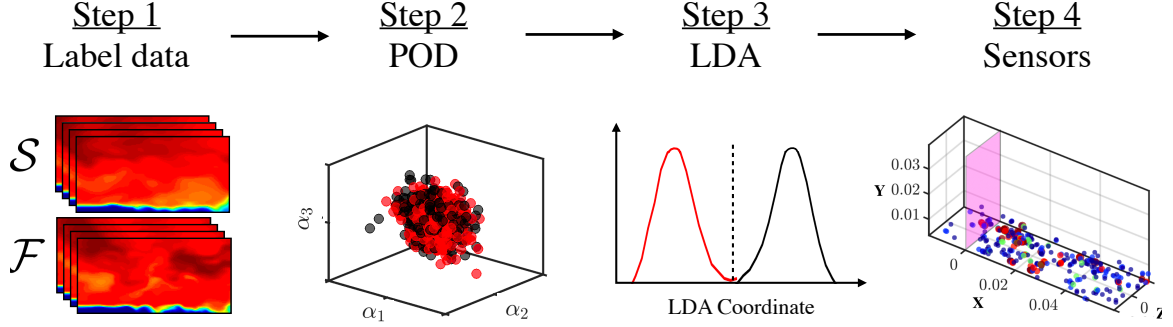 Step 1
Label data
Step 2
POD
Step 3
LDA
Step 4
Sensors
𝒮
ℱ
α₃
α₁
α₂
LDA Coordinate
0.03
Y 0.02
0.01
0
0.02
X
0.04
0
Z